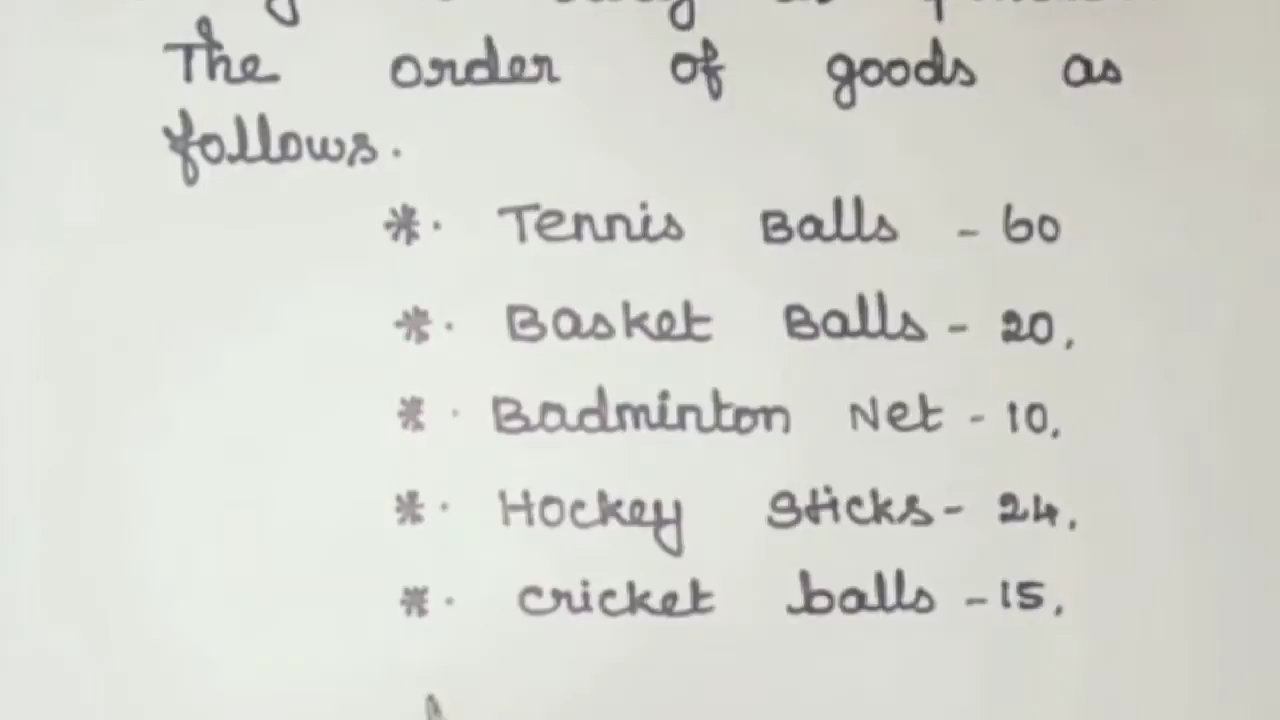 The order of goods as
follows.
*. Tennis Balls - 60
*. Basket Balls - 20,
*. Badminton Net - 10,
*. Hockey Sticks - 24,
*. cricket balls - 15,